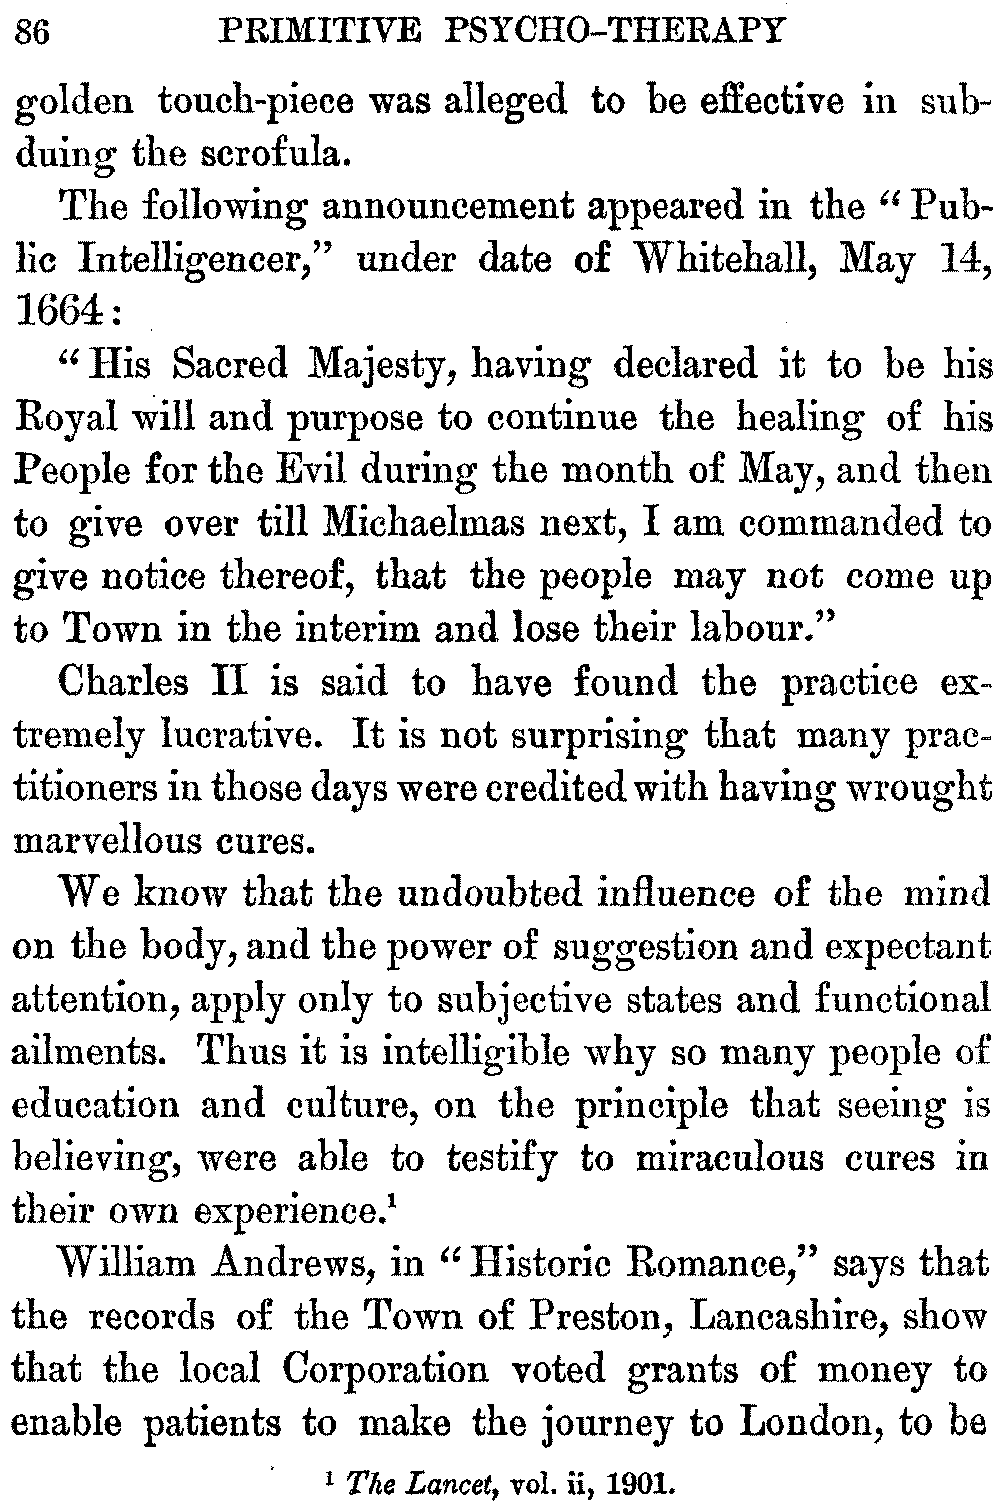 86 PRIMITIVE PSYCHO-THERAPY
golden touch-piece was alleged to be effective in sub-
duing the scrofula.
The following announcement appeared in the “Pub-
lic Intelligencer,” under date of Whitehall, May 14,
1664:
“His Sacred Majesty, having declared it to be his
Royal will and purpose to continue the healing of his
People for the Evil during the month of May, and then
to give over till Michaelmas next, I am commanded to
give notice thereof, that the people may not come up
to Town in the interim and lose their labour.”
Charles II is said to have found the practice ex-
tremely lucrative. It is not surprising that many prac-
titioners in those days were credited with having wrought
marvellous cures.
We know that the undoubted influence of the mind
on the body, and the power of suggestion and expectant
attention, apply only to subjective states and functional
ailments. Thus it is intelligible why so many people of
education and culture, on the principle that seeing is
believing, were able to testify to miraculous cures in
their own experience.¹
William Andrews, in “Historic Romance,” says that
the records of the Town of Preston, Lancashire, show
that the local Corporation voted grants of money to
enable patients to make the journey to London, to be
¹ The Lancet, vol. ii, 1901.